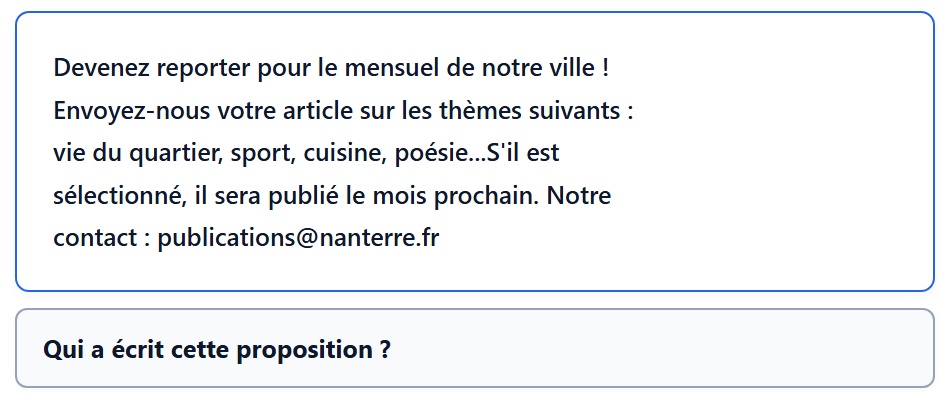 Devenez reporter pour le mensuel de notre ville !
Envoyez-nous votre article sur les thèmes suivants :
vie du quartier, sport, cuisine, poésie...S'il est
sélectionné, il sera publié le mois prochain. Notre
contact : publications@nanterre.fr
Qui a écrit cette proposition ?